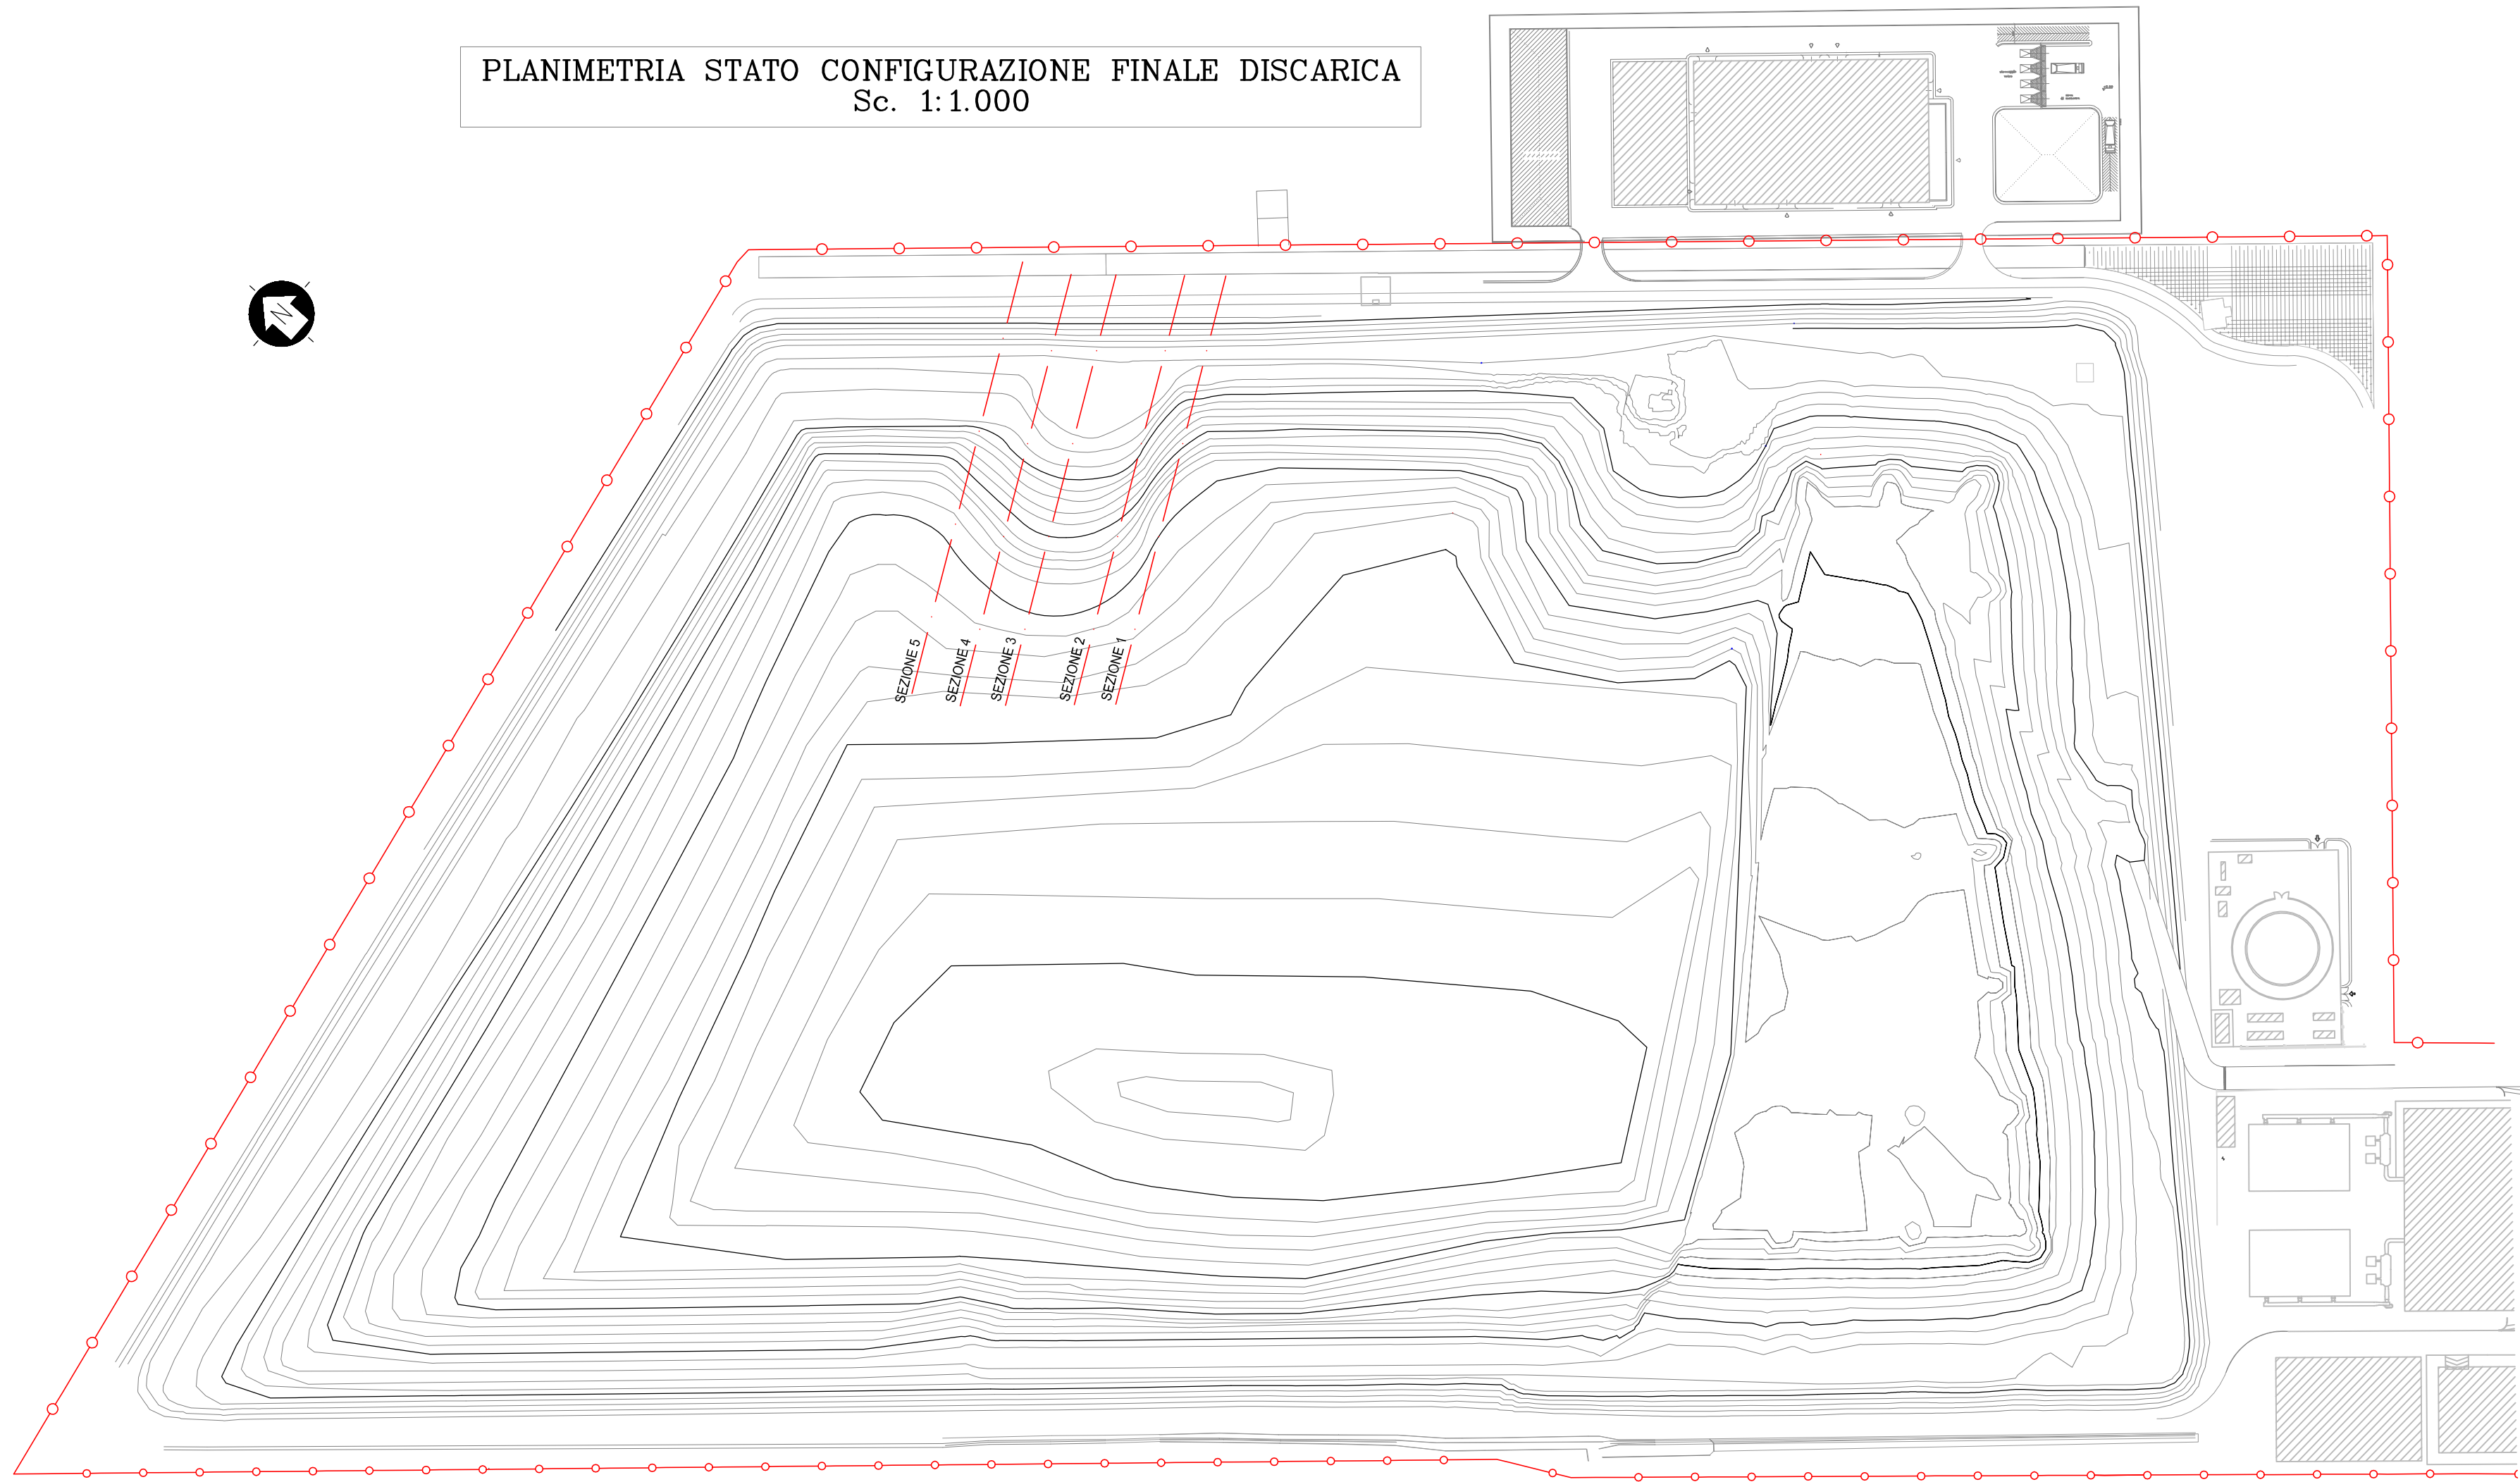 PLANIMETRIA STATO CONFIGURAZIONE FINALE DISCARICA
Sc. 1:1.000
N
SEZIONE 5
SEZIONE 4
SEZIONE 3
SEZIONE 2
SEZIONE 1